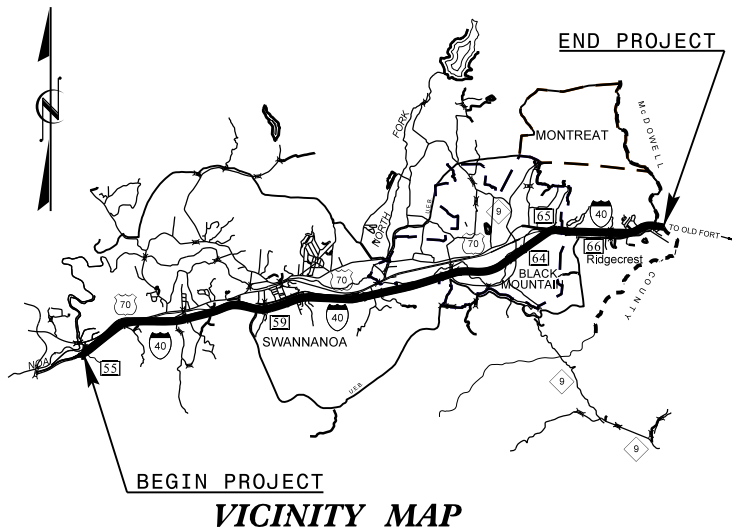 END PROJECT
McDOWELL
MONTREAT
FORK
9
U.E.B
65
40
NORTH
70
TO OLD FORT
66
Ridgecrest
64
BLACK
MOUNTAIN
COUNTY
70
70
59
40
SWANNANOA
40
NOA
55
U.E.B
9
9
BEGIN PROJECT
VICINITY MAP